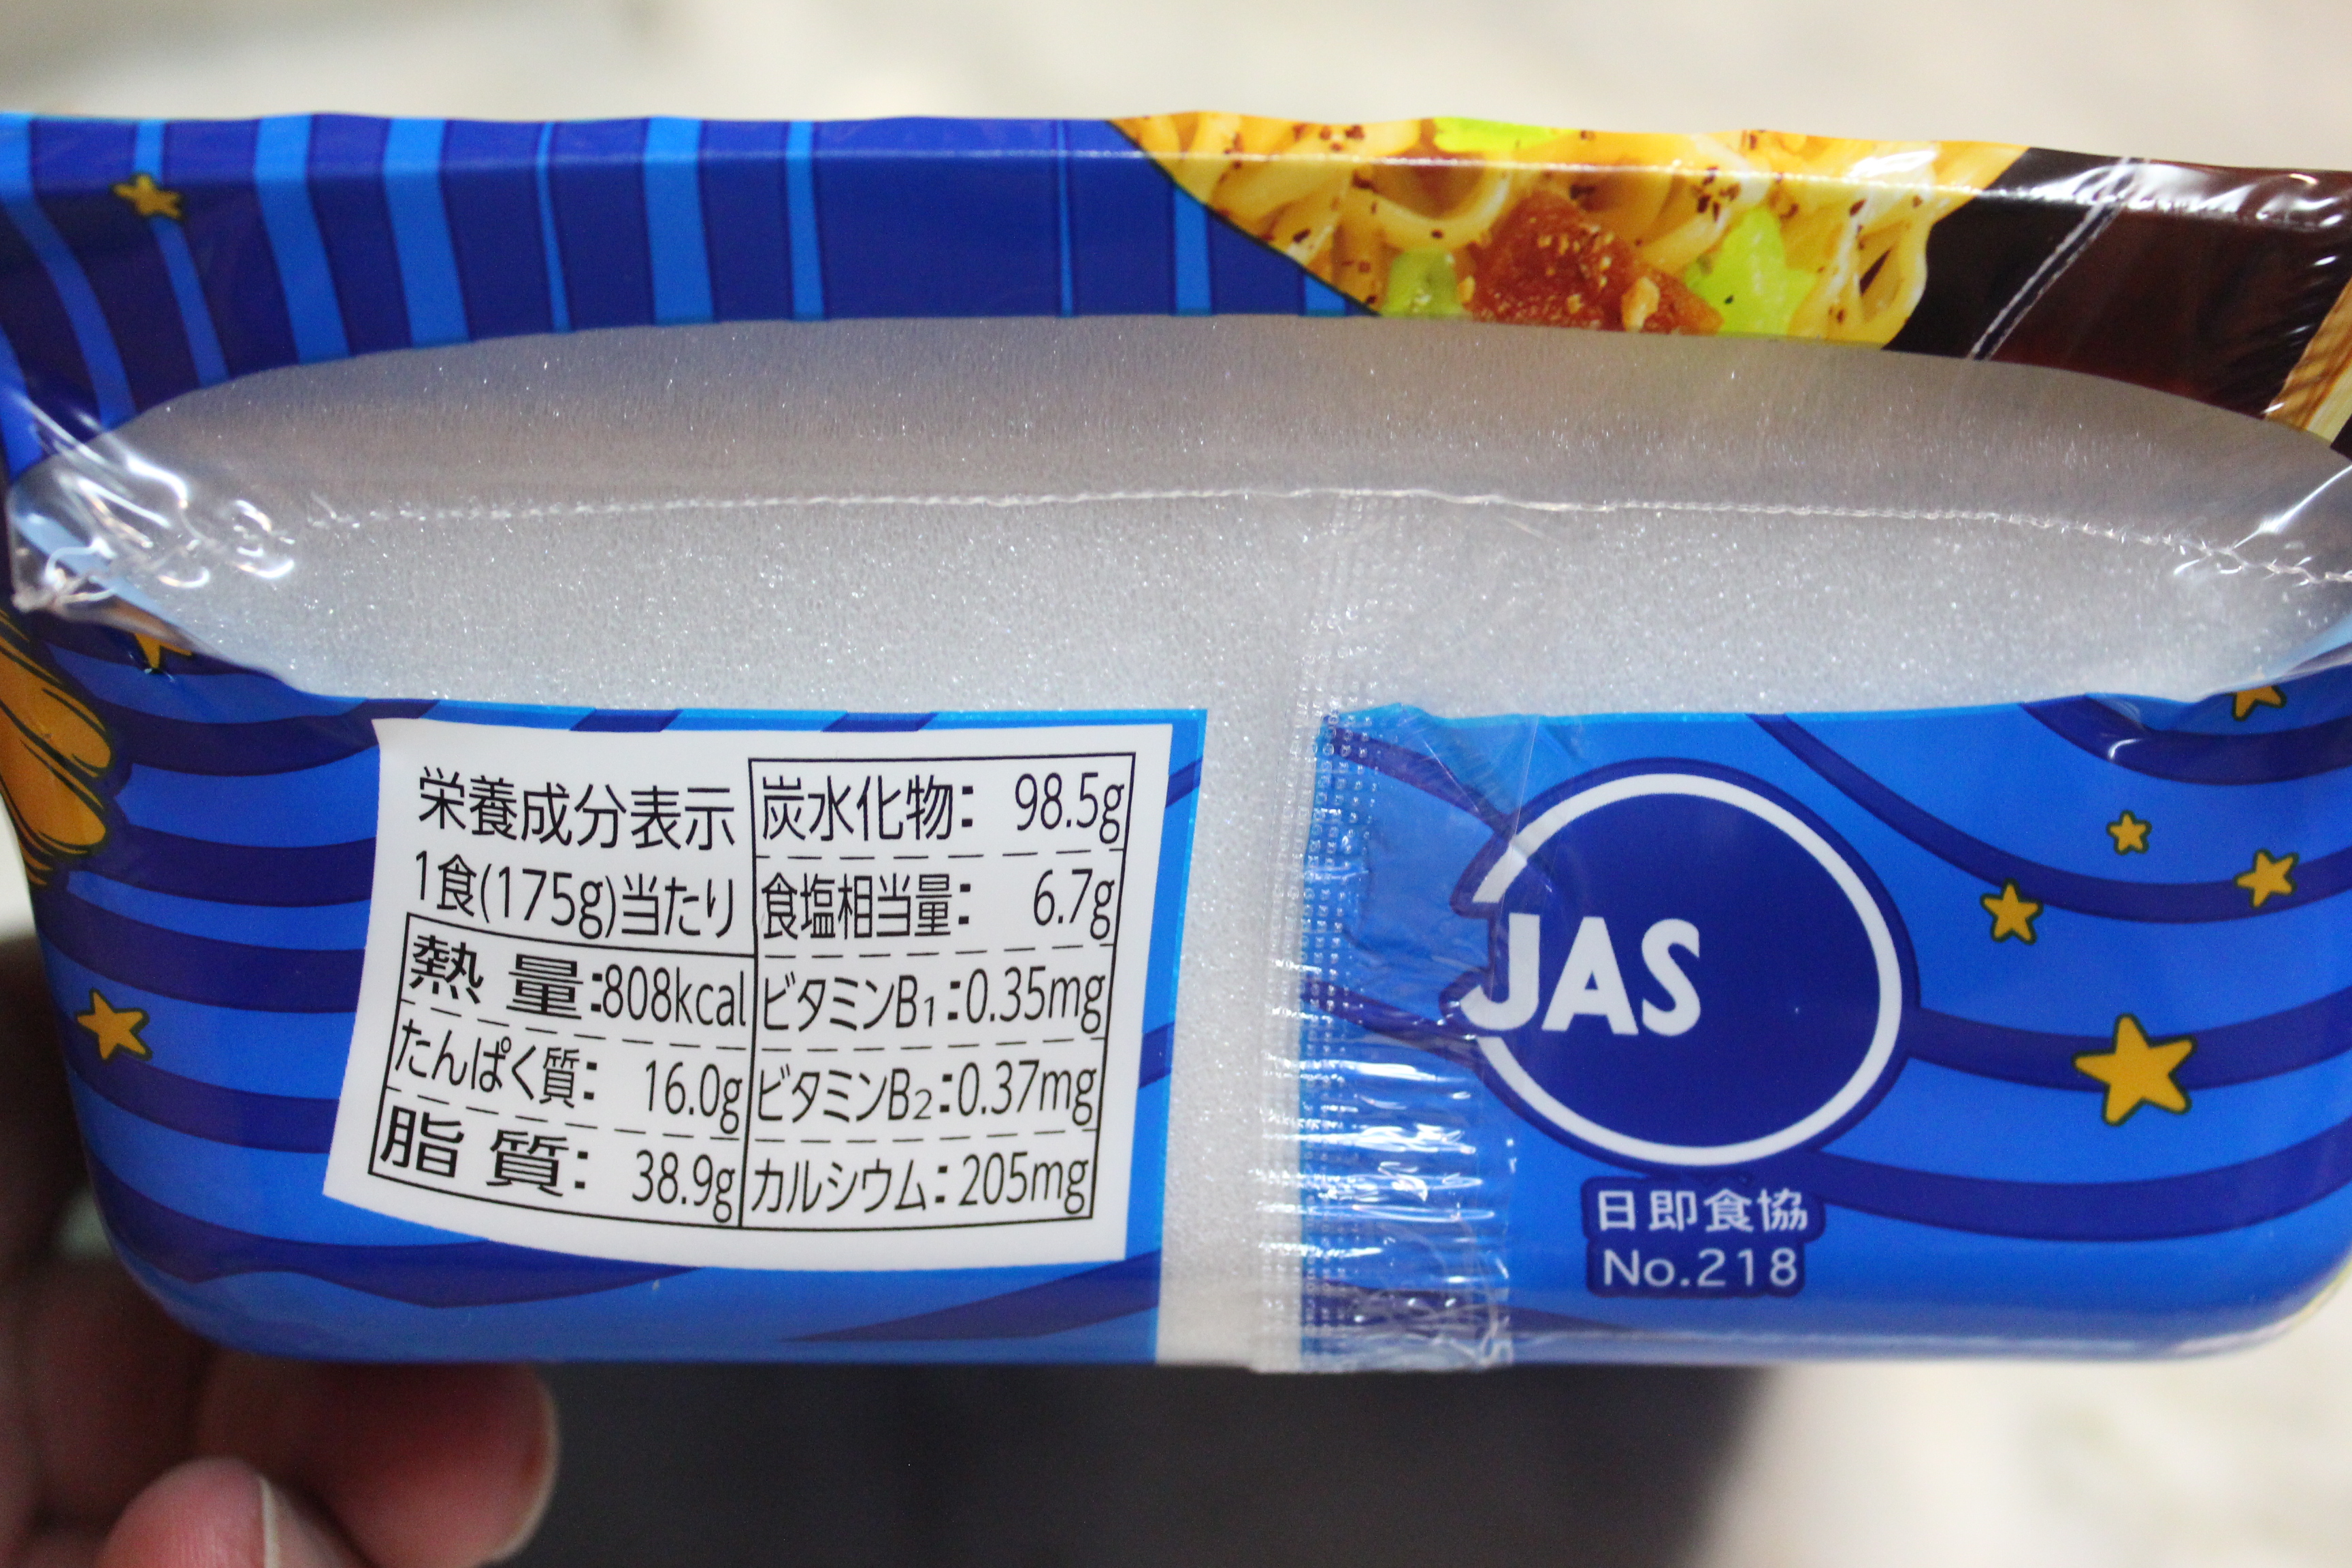 栄養成分表示
1食(175g)当たり
熱量:808kcal
たんぱく質: 16.0g
脂質: 38.9g
炭水化物: 98.5g
食塩相当量: 6.7g
ビタミンB₁:0.35mg
ビタミンB₂:0.37mg
カルシウム:205mg
JAS
日即食協
No.218